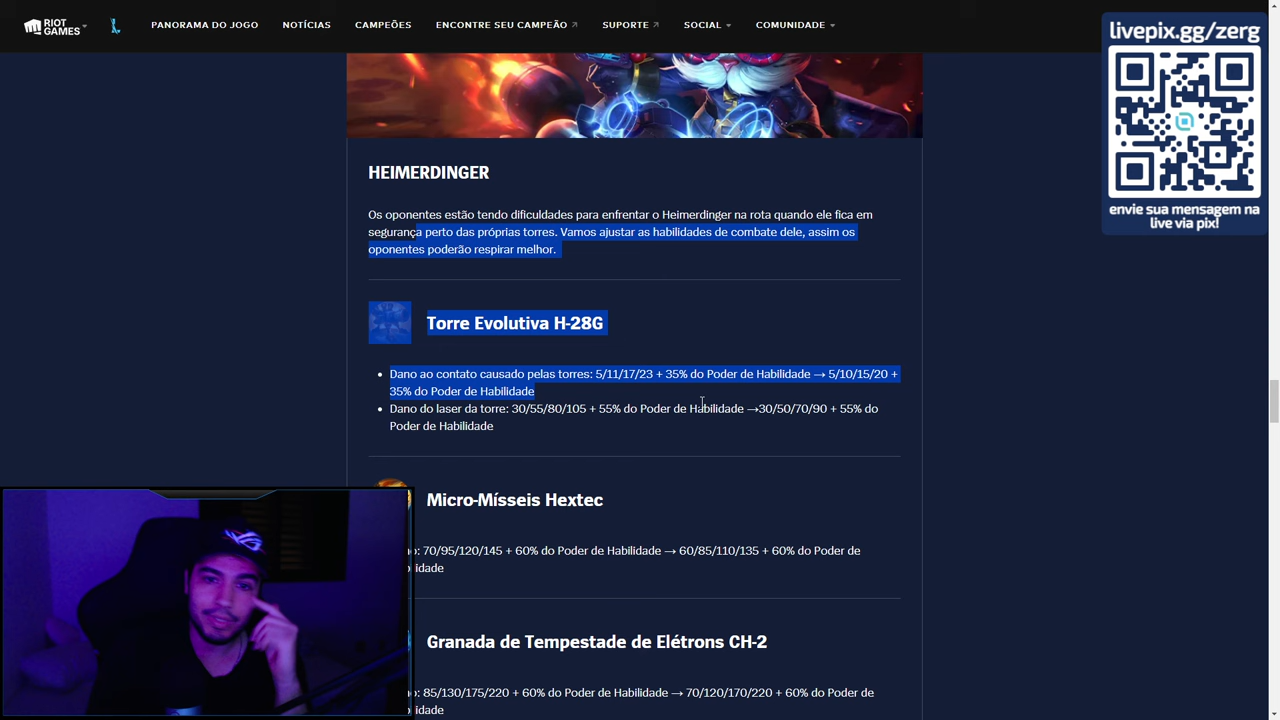 RIOT GAMES
PANORAMA DO JOGO
NOTÍCIAS
CAMPEÕES
ENCONTRE SEU CAMPEÃO
SUPORTE
SOCIAL
COMUNIDADE
livepix.gg/zerg
envie sua mensagem na
live via pix!
HEIMERDINGER
Os oponentes estão tendo dificuldades para enfrentar o Heimerdinger na rota quando ele fica em
segurança perto das próprias torres. Vamos ajustar as habilidades de combate dele, assim os
oponentes poderão respirar melhor.
Torre Evolutiva H-28G
Dano ao contato causado pelas torres: 5/11/17/23 + 35% do Poder de Habilidade → 5/10/15/20 +
35% do Poder de Habilidade
Dano do laser da torre: 30/55/80/105 + 55% do Poder de Habilidade →30/50/70/90 + 55% do
Poder de Habilidade
Micro-Mísseis Hextec
: 70/95/120/145 + 60% do Poder de Habilidade → 60/85/110/135 + 60% do Poder de
lidade
Granada de Tempestade de Elétrons CH-2
: 85/130/175/220 + 60% do Poder de Habilidade → 70/120/170/220 + 60% do Poder de
lidade